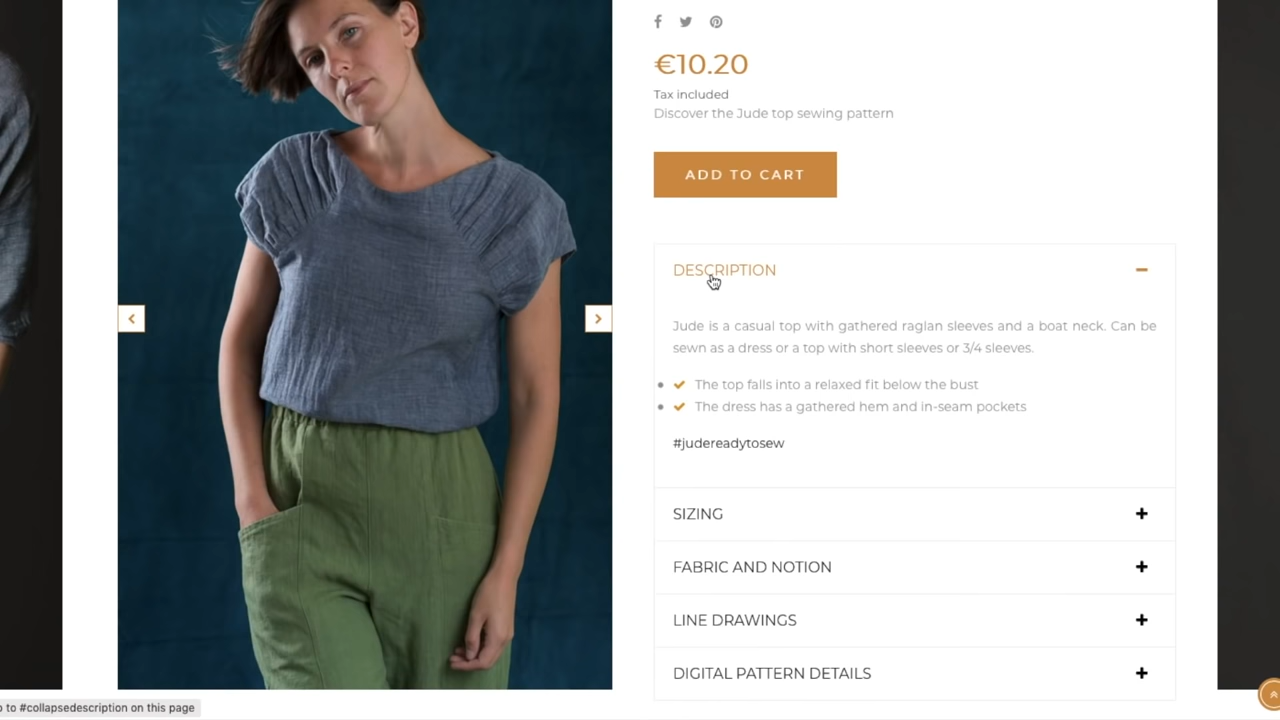 €10.20
Tax included
Discover the Jude top sewing pattern
ADD TO CART
DESCRIPTION
Jude is a casual top with gathered raglan sleeves and a boat neck. Can be
sewn as a dress or a top with short sleeves or 3/4 sleeves.
The top falls into a relaxed fit below the bust
The dress has a gathered hem and in-seam pockets
#judereadytosew
SIZING
FABRIC AND NOTION
LINE DRAWINGS
DIGITAL PATTERN DETAILS
to #collapsedescription on this page